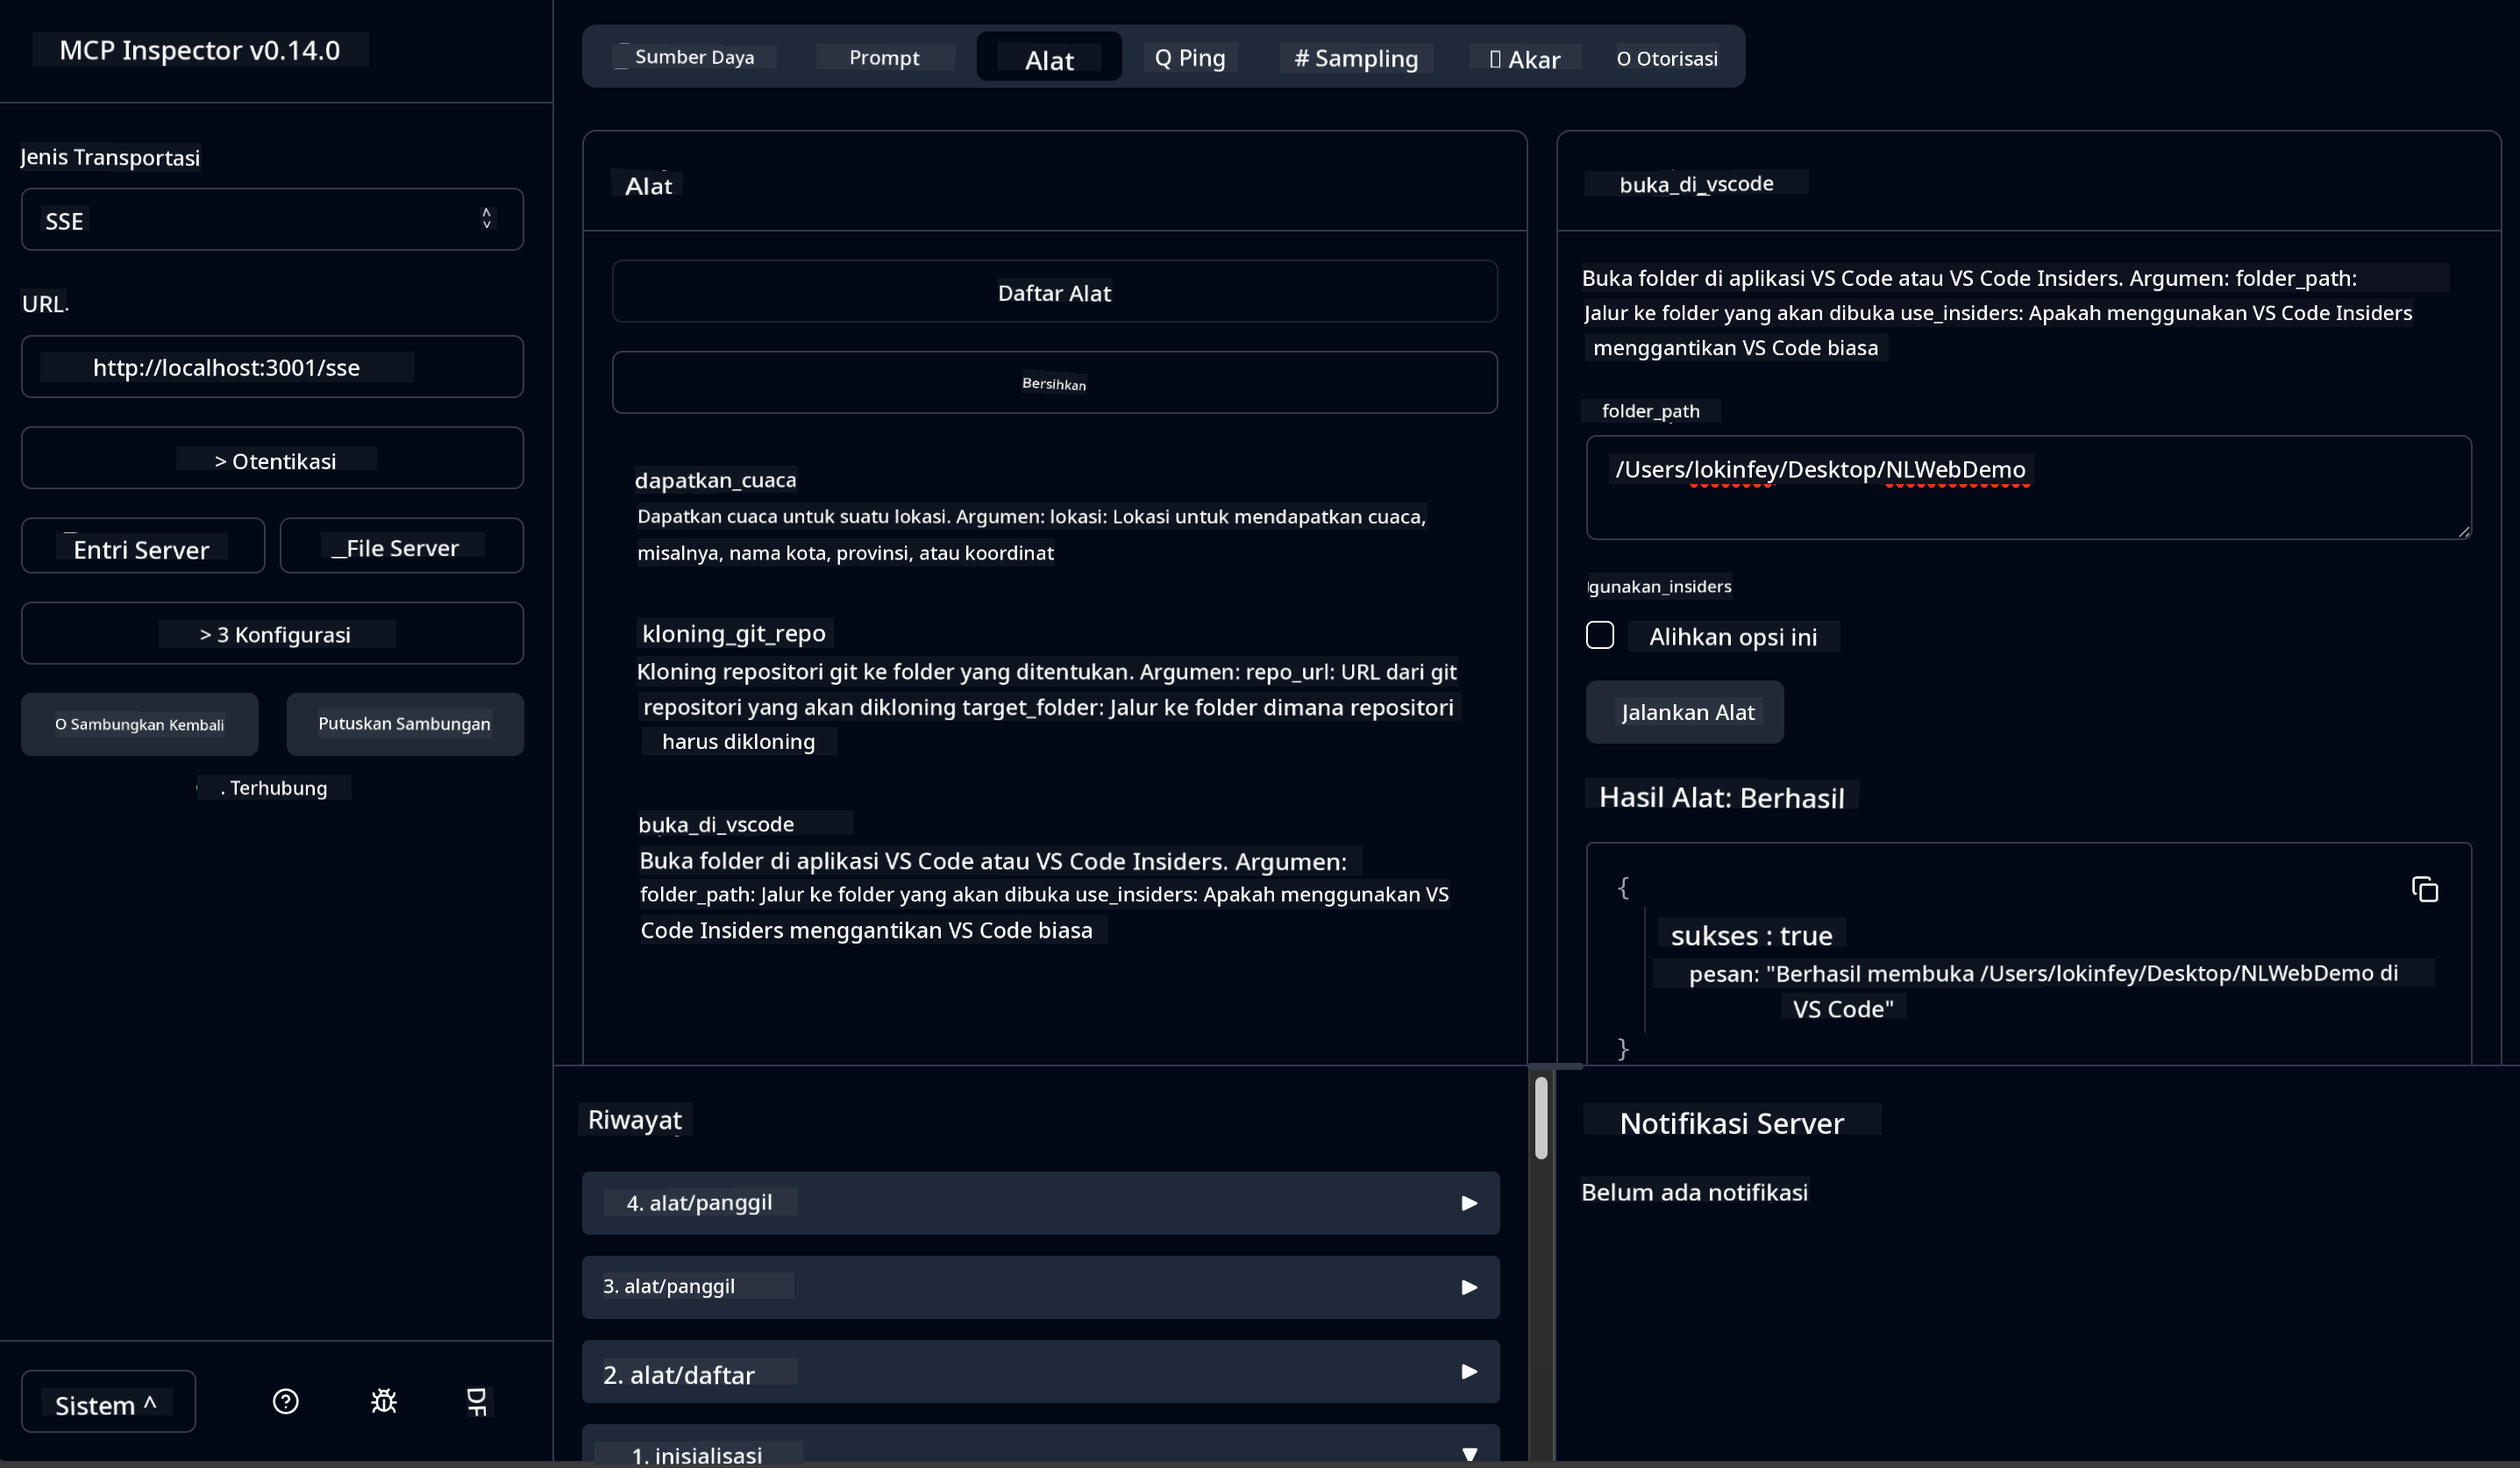 MCP Inspector v0.14.0
Jenis Transportasi
SSE
URL.
http://localhost:3001/sse
> Otentikasi
Entri Server
_File Server
> 3 Konfigurasi
O Sambungkan Kembali
Putuskan Sambungan
. Terhubung
Sistem ^
DF
Sumber Daya
Prompt
Alat
Q Ping
# Sampling
Akar
O Otorisasi
Alat
Daftar Alat
Bersihkan
dapatkan_cuaca
Dapatkan cuaca untuk suatu lokasi. Argumen: lokasi: Lokasi untuk mendapatkan cuaca,
misalnya, nama kota, provinsi, atau koordinat
kloning_git_repo
Kloning repositori git ke folder yang ditentukan. Argumen: repo_url: URL dari git
repositori yang akan dikloning target_folder: Jalur ke folder dimana repositori
harus dikloning
buka_di_vscode
Buka folder di aplikasi VS Code atau VS Code Insiders. Argumen:
folder_path: Jalur ke folder yang akan dibuka use_insiders: Apakah menggunakan VS
Code Insiders menggantikan VS Code biasa
buka_di_vscode
Buka folder di aplikasi VS Code atau VS Code Insiders. Argumen: folder_path:
Jalur ke folder yang akan dibuka use_insiders: Apakah menggunakan VS Code Insiders
menggantikan VS Code biasa
folder_path
/Users/lokinfey/Desktop/NLWebDemo
gunakan_insiders
Alihkan opsi ini
Jalankan Alat
Hasil Alat: Berhasil
{
sukses : true
pesan: "Berhasil membuka /Users/lokinfey/Desktop/NLWebDemo di
VS Code"
}
Riwayat
4. alat/panggil
3. alat/panggil
2. alat/daftar
1. inisialisasi
Notifikasi Server
Belum ada notifikasi